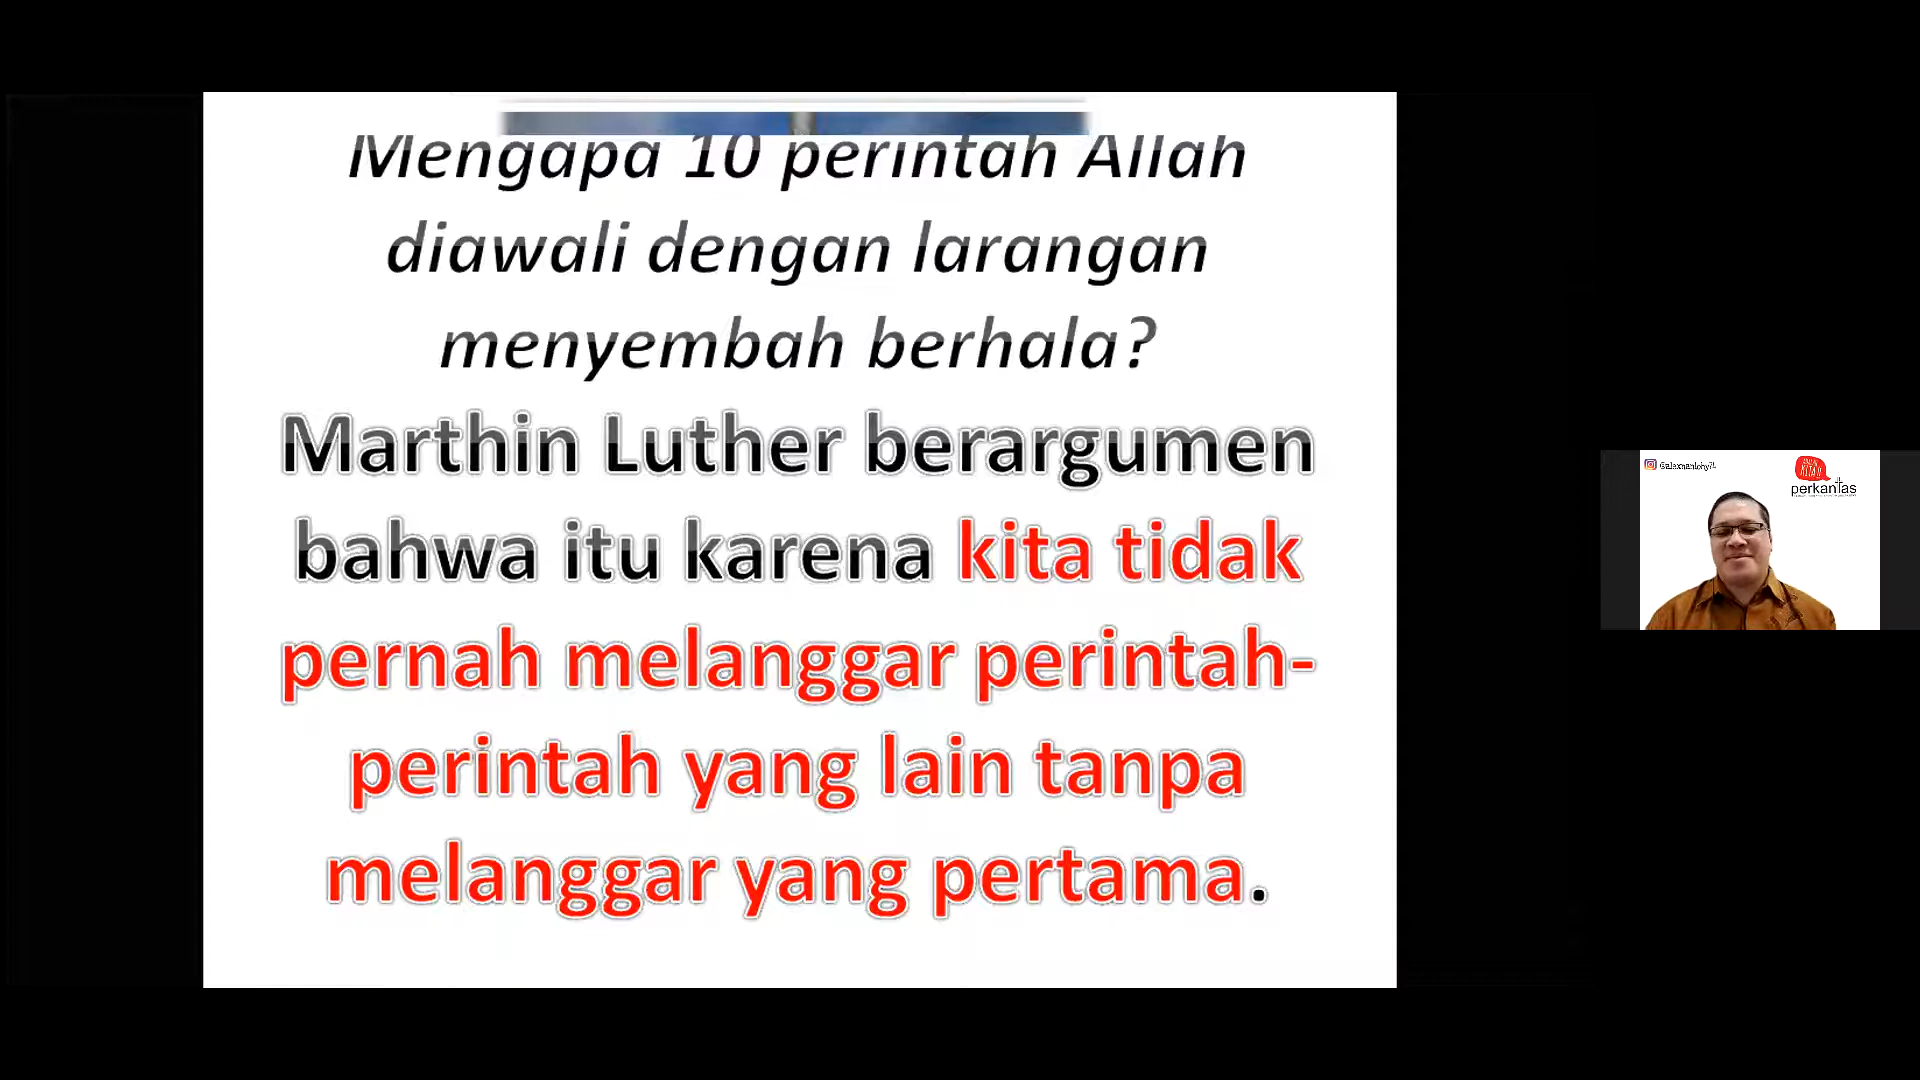 Mengapa 10 perintah Allah
diawali dengan larangan
menyembah berhala?
Marthin Luther berargumen
bahwa itu karena kita tidak
pernah melanggar perintah-
perintah yang lain tanpa
melanggar yang pertama.
perkantas